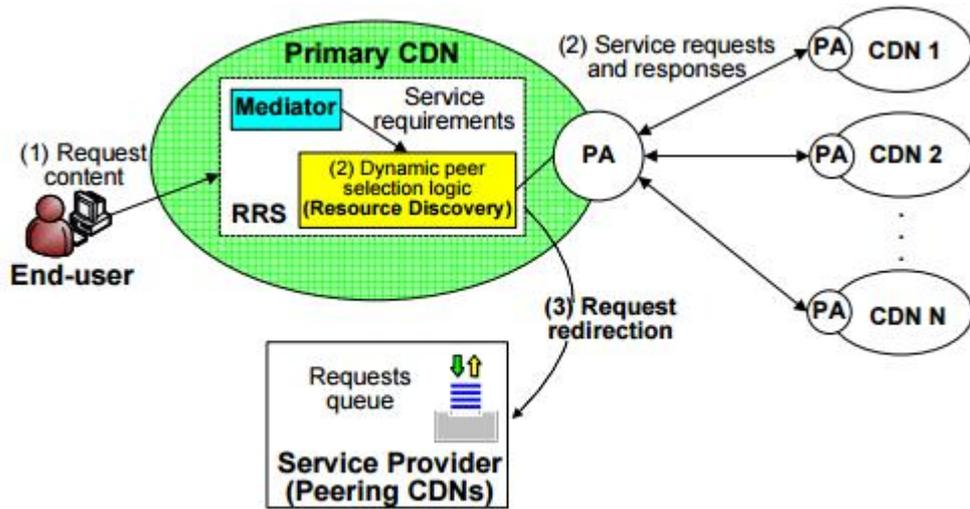 Primary CDN
Mediator
Service
requirements
(2) Dynamic peer
selection logic
(Resource Discovery)
RRS
(1) Request
content
End-user
PA
(2) Service requests
and responses
PA
CDN 1
PA
CDN 2
PA
CDN N
(3) Request
redirection
Requests
queue
Service Provider
(Peering CDNs)